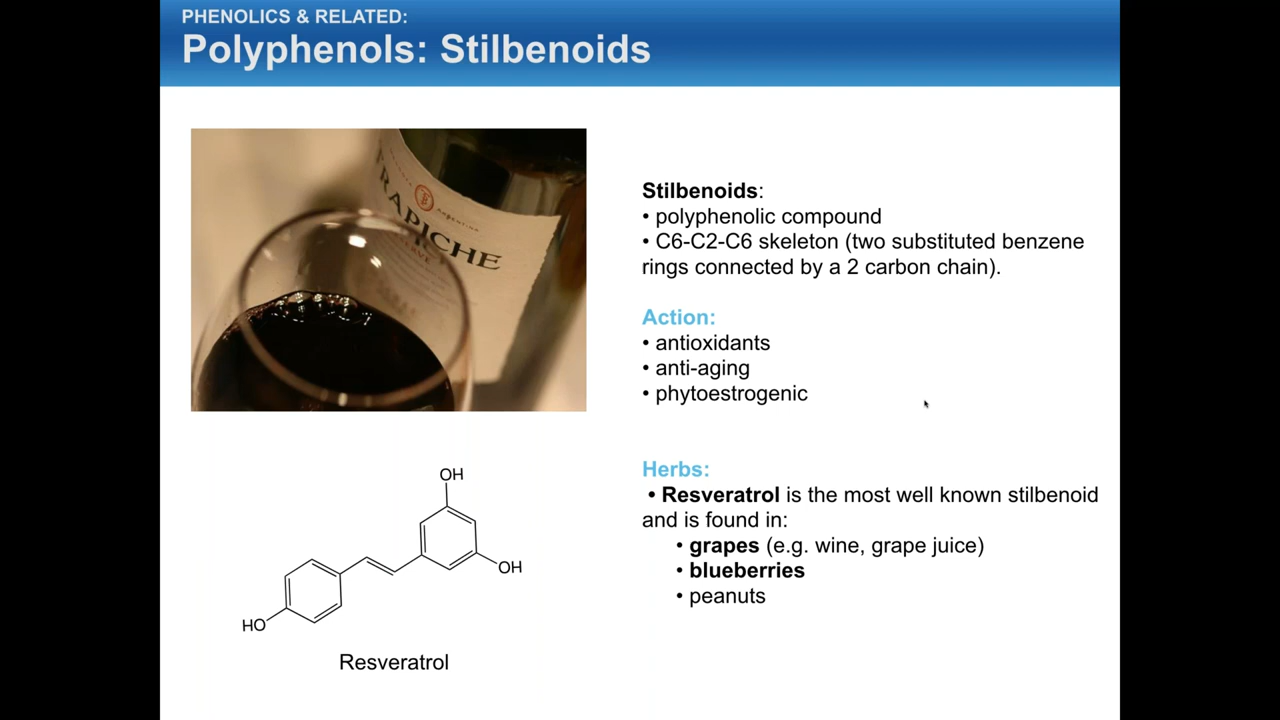 PHENOLICS & RELATED:
Polyphenols: Stilbenoids
RAPICHE
ARGENTINA
Stilbenoids:
• polyphenolic compound
• C6-C2-C6 skeleton (two substituted benzene
rings connected by a 2 carbon chain).
Action:
• antioxidants
• anti-aging
• phytoestrogenic
Herbs:
• Resveratrol is the most well known stilbenoid
and is found in:
• grapes (e.g. wine, grape juice)
• blueberries
• peanuts
OH
OH
HO
Resveratrol